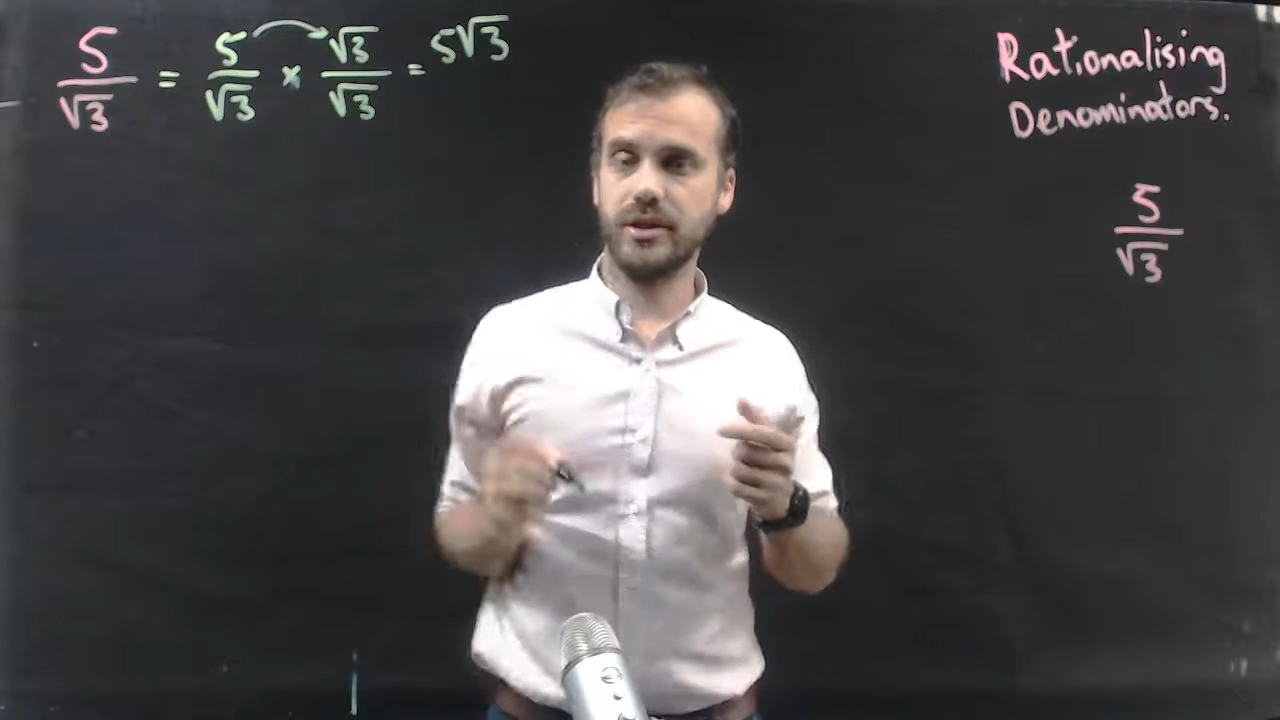 5/√3 = 5/√3 × √3/√3 = 5√3
Rationalising
Denominators.
5/√3